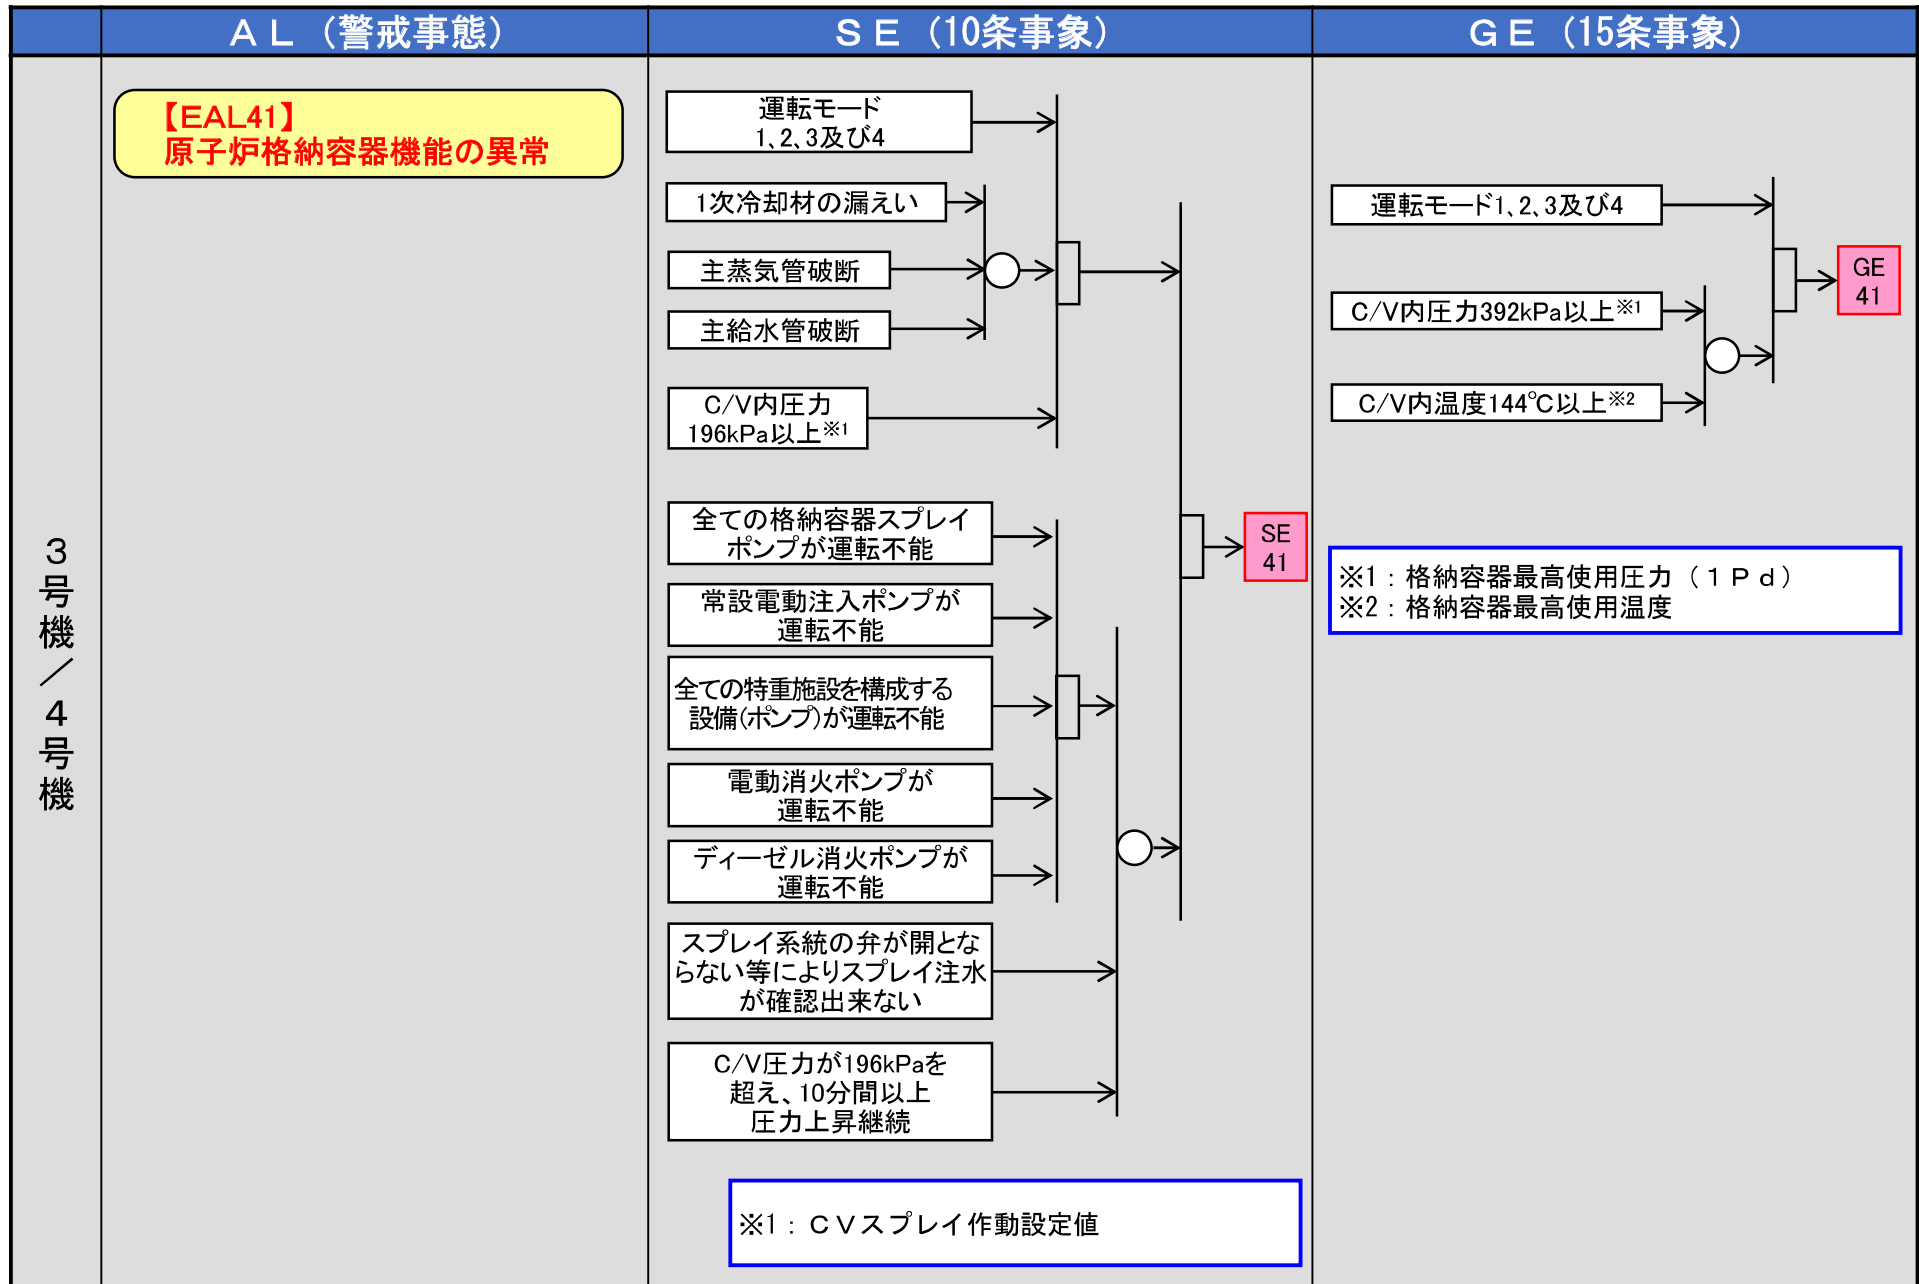 ＡＬ（警戒事態）
ＳＥ（10条事象）
ＧＥ（15条事象）
３号機／４号機
【EAL41】
原子炉格納容器機能の異常
運転モード
1、2、3及び4
1次冷却材の漏えい
主蒸気管破断
主給水管破断
C/V内圧力
196kPa以上※1
全ての格納容器スプレイ
ポンプが運転不能
常設電動注入ポンプが
運転不能
全ての特重施設を構成する
設備(ポンプ)が運転不能
電動消火ポンプが
運転不能
ディーゼル消火ポンプが
運転不能
スプレイ系統の弁が開とな
らない等によりスプレイ注水
が確認出来ない
C/V圧力が196kPaを
超え、10分間以上
圧力上昇継続
SE
41
※1：ＣＶスプレイ作動設定値
運転モード1、2、3及び4
C/V内圧力392kPa以上※1
C/V内温度144℃以上※2
GE
41
※1：格納容器最高使用圧力（１Ｐｄ）
※2：格納容器最高使用温度